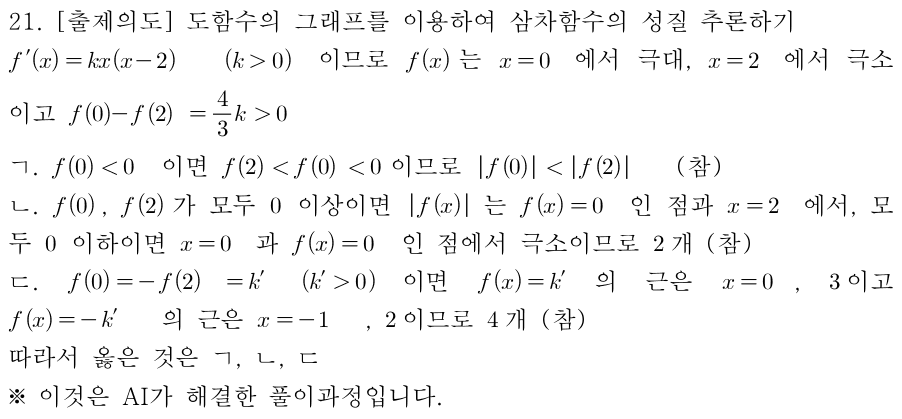 21. [출제의도] 도함수의 그래프를 이용하여 삼차함수의 성질 추론하기
f′(x)=kx(x−2) (k>0) 이므로 f(x)는 x=0 에서 극대, x=2 에서 극소
이고 f(0)−f(2) =4/3k>0
ㄱ. f(0)<0 이면 f(2)<f(0) <0이므로 |f(0)|<|f(2)| (참)
ㄴ. f(0), f(2)가 모두 0 이상이면 |f(x)| 는 f(x)=0 인 점과 x=2 에서, 모
두 0 이하이면 x=0 과 f(x)=0 인 점에서 극소이므로 2개 (참)
ㄷ. f(0)=−f(2) =k′ (k′>0) 이면 f(x)=k′ 의 근은 x=0 , 3이고
f(x)=−k′ 의 근은 x=−1 , 2이므로 4개 (참)
따라서 옳은 것은 ㄱ, ㄴ, ㄷ
※ 이것은 AI가 해결한 풀이과정입니다.